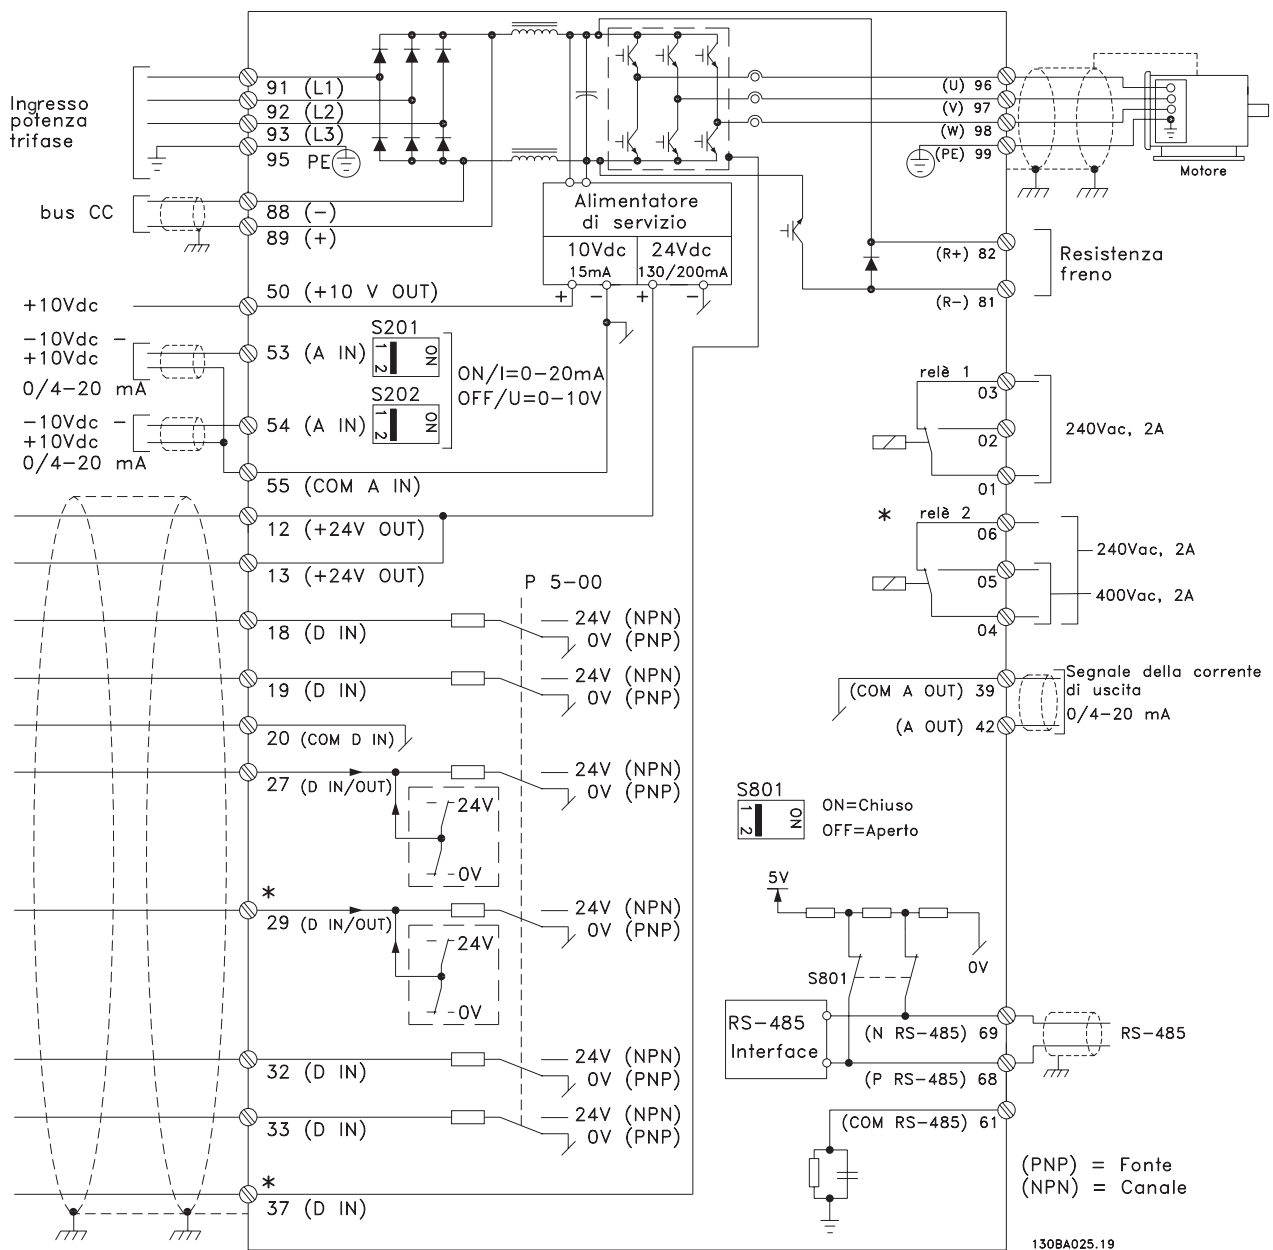 Ingresso
potenza
trifase
91 (L1)
92 (L2)
93 (L3)
95 PE
bus CC
88 (-)
89 (+)
+10Vdc
50 (+10 V OUT)
-10Vdc -
+10Vdc
0/4-20 mA
53 (A IN)
S201
1 2
ON
-10Vdc -
+10Vdc
0/4-20 mA
54 (A IN)
S202
1 2
ON
ON/I=0-20mA
OFF/U=0-10V
55 (COM A IN)
12 (+24V OUT)
13 (+24V OUT)
P 5-00
18 (D IN)
24V (NPN)
0V (PNP)
19 (D IN)
24V (NPN)
0V (PNP)
20 (COM D IN)
27 (D IN/OUT)
24V (NPN)
0V (PNP)
24V
0V
*
29 (D IN/OUT)
24V (NPN)
0V (PNP)
24V
0V
32 (D IN)
24V (NPN)
0V (PNP)
33 (D IN)
24V (NPN)
0V (PNP)
*
37 (D IN)
Alimentatore
di servizio
10Vdc
15mA
24Vdc
130/200mA
+ - + -
(U) 96
(V) 97
(W) 98
(PE) 99
Motore
(R+) 82
(R-) 81
Resistenza
freno
relè 1
03
02
01
240Vac, 2A
*
relè 2
06
05
04
240Vac, 2A
400Vac, 2A
(COM A OUT) 39
(A OUT) 42
Segnale della corrente
di uscita
0/4-20 mA
S801
1 2
ON
ON=Chiuso
OFF=Aperto
5V
S801
0V
RS-485
Interface
(N RS-485) 69
(P RS-485) 68
RS-485
(COM RS-485) 61
(PNP) = Fonte
(NPN) = Canale
130BA025.19